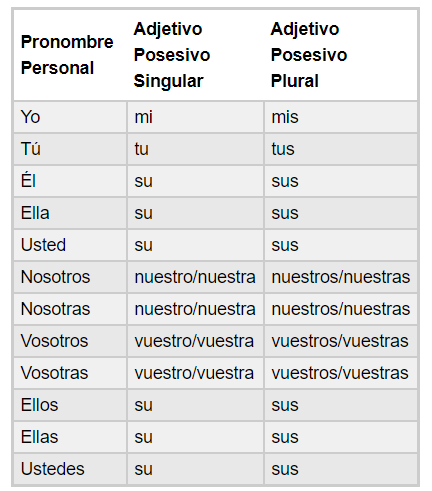 Pronombre Personal	Adjetivo Posesivo Singular	Adjetivo Posesivo Plural
Yo	mi	mis
Tú	tu	tus
Él	su	sus
Ella	su	sus
Usted	su	sus
Nosotros	nuestro/nuestra	nuestros/nuestras
Nosotras	nuestro/nuestra	nuestros/nuestras
Vosotros	vuestro/vuestra	vuestros/vuestras
Vosotras	vuestro/vuestra	vuestros/vuestras
Ellos	su	sus
Ellas	su	sus
Ustedes	su	sus